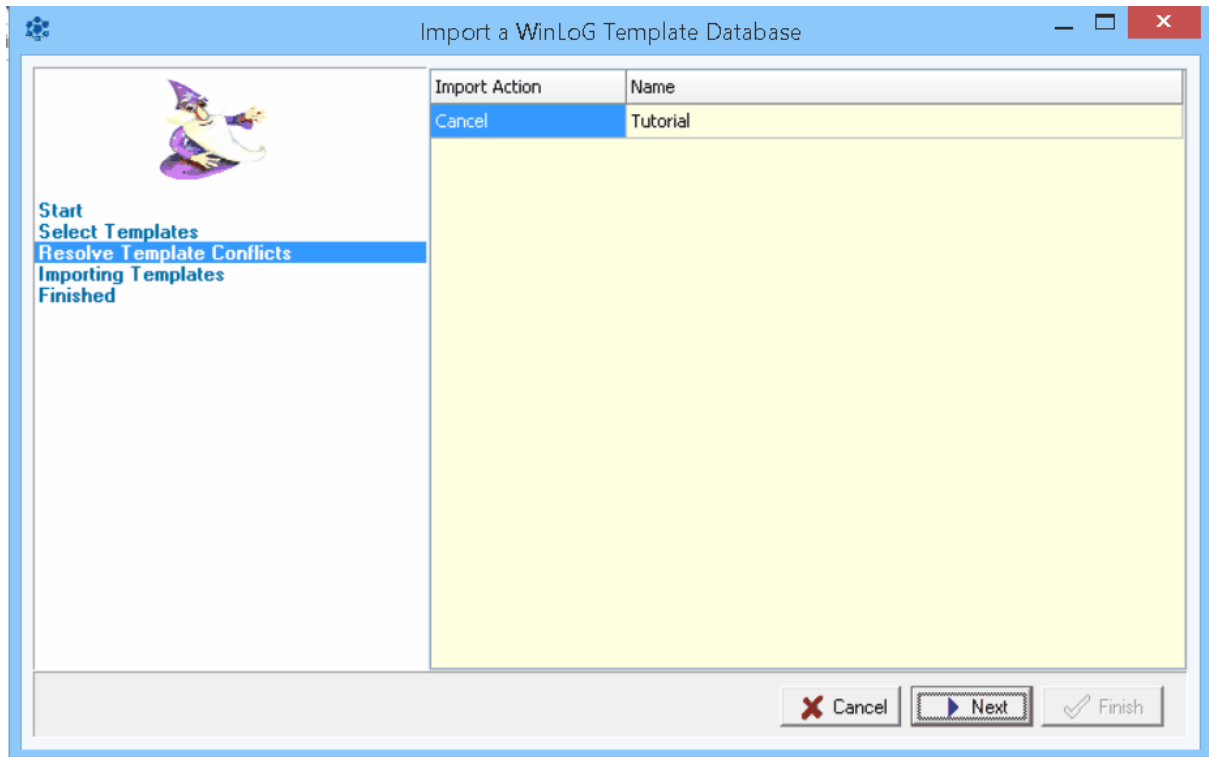 Import a WinLoG Template Database
Import Action Name
Cancel Tutorial
Start
Select Templates
Resolve Template Conflicts
Importing Templates
Finished
Cancel Next Finish